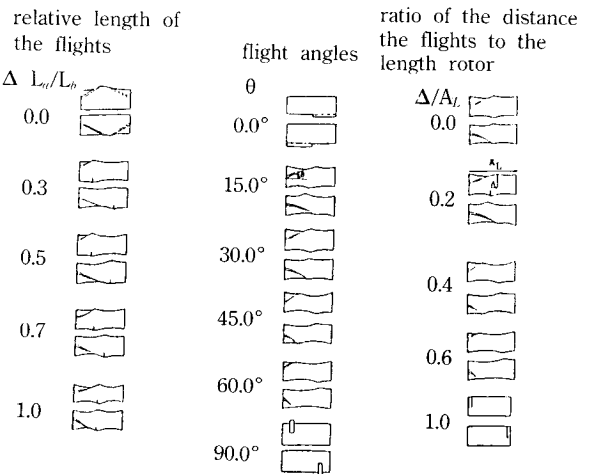 relative length of
the flights
Δ L_a/L_b
0.0
0.3
0.5
0.7
1.0
flight angles
θ
0.0°
15.0°
30.0°
45.0°
60.0°
90.0°
ratio of the distance
the flights to the
length rotor
Δ/A_L
0.0
0.2
0.4
0.6
1.0